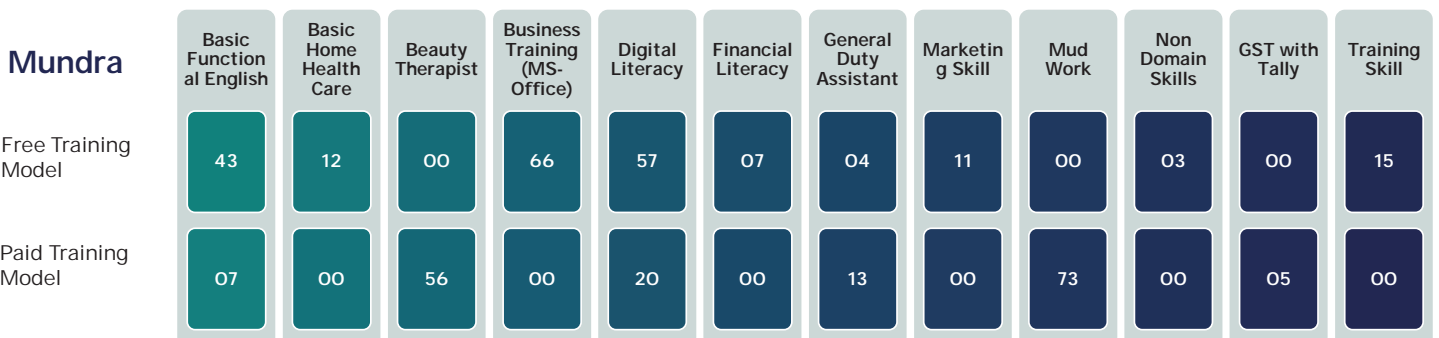 Mundra
Basic
Function
al English
Basic
Home
Health
Care
Beauty
Therapist
Business
Training
(MS-
Office)
Digital
Literacy
Financial
Literacy
General
Duty
Assistant
Marketin
g Skill
Mud
Work
Non
Domain
Skills
GST with
Tally
Training
Skill
Free Training
Model
43 12 00 66 57 07 04 11 00 03 00 15
Paid Training
Model
07 00 56 00 20 00 13 00 73 00 05 00